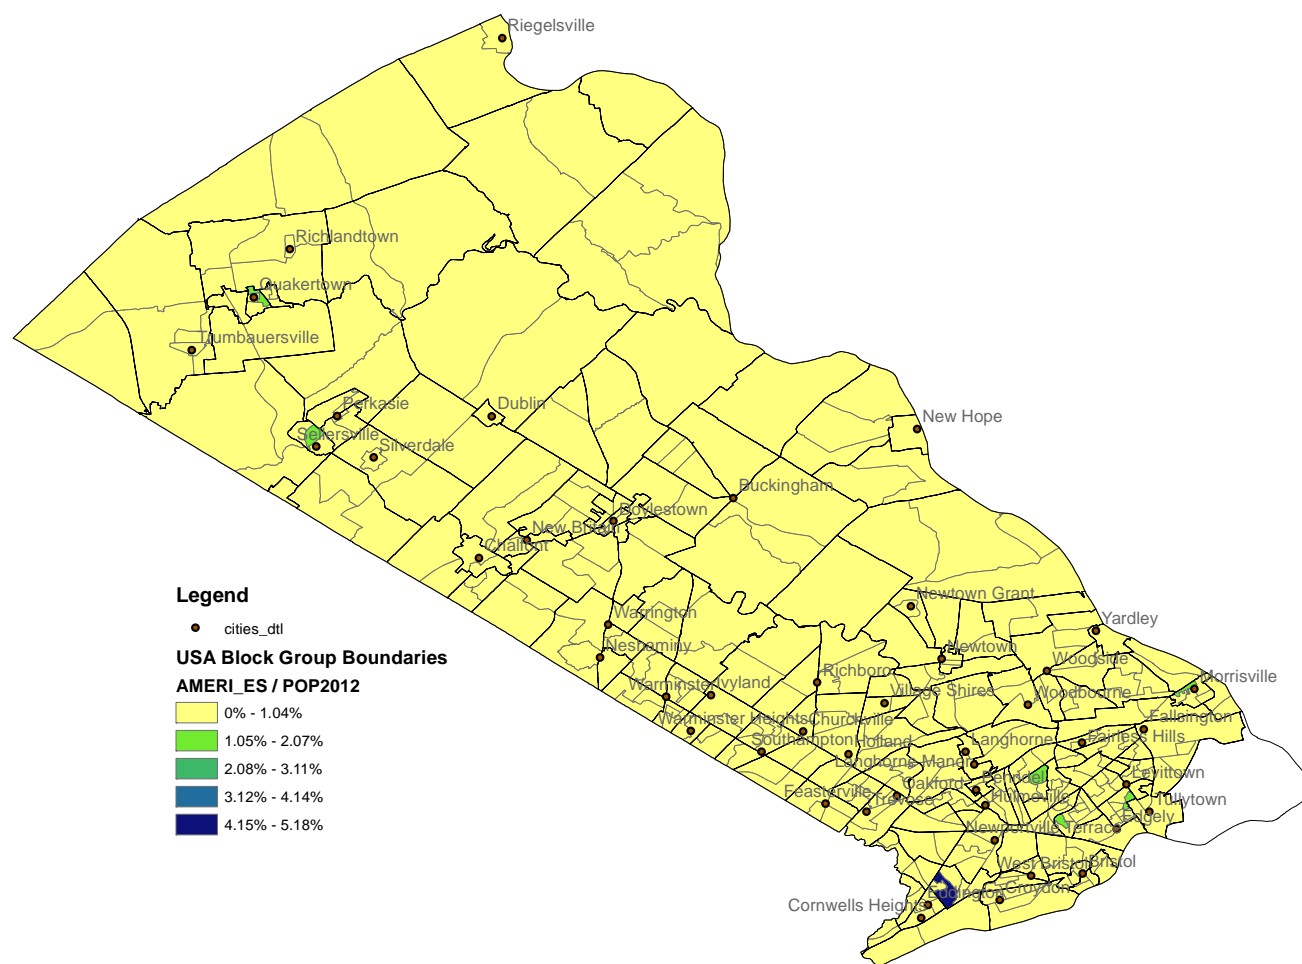 Riegelsville
Richlandtown
Quakertown
Trumbauersville
Perkasie
Dublin
New Hope
Sellersville
Silverdale
Buckingham
Doylestown
New Britain
Chalfont
Legend
cities_dtl
USA Block Group Boundaries
AMERI_ES / POP2012
0% - 1.04%
1.05% - 2.07%
2.08% - 3.11%
3.12% - 4.14%
4.15% - 5.18%
Newtown Grant
Warrington
Yardley
Neshaminy
Newtown
Woodside
Richboro
Warminster
Ivyland
Village Shires
Woodbourne
Morrisville
Warminster Heights
Churchville
Fallsington
Southampton
Holland
Langhorne
Fairless Hills
Langhorne Manor
Penndel
Levittown
Oakford
Feasterville
Trevose
Hulmeville
Tullytown
Edgely
Newportville Terrace
West Bristol
Bristol
Eddington
Croydon
Cornwells Heights